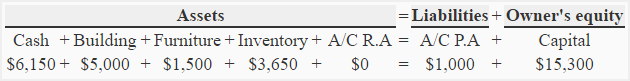 Assets = Liabilities + Owner's equity
Cash + Building + Furniture + Inventory + A/C R.A = A/C P.A + Capital
$6,150 + $5,000 + $1,500 + $3,650 + $0 = $1,000 + $15,300